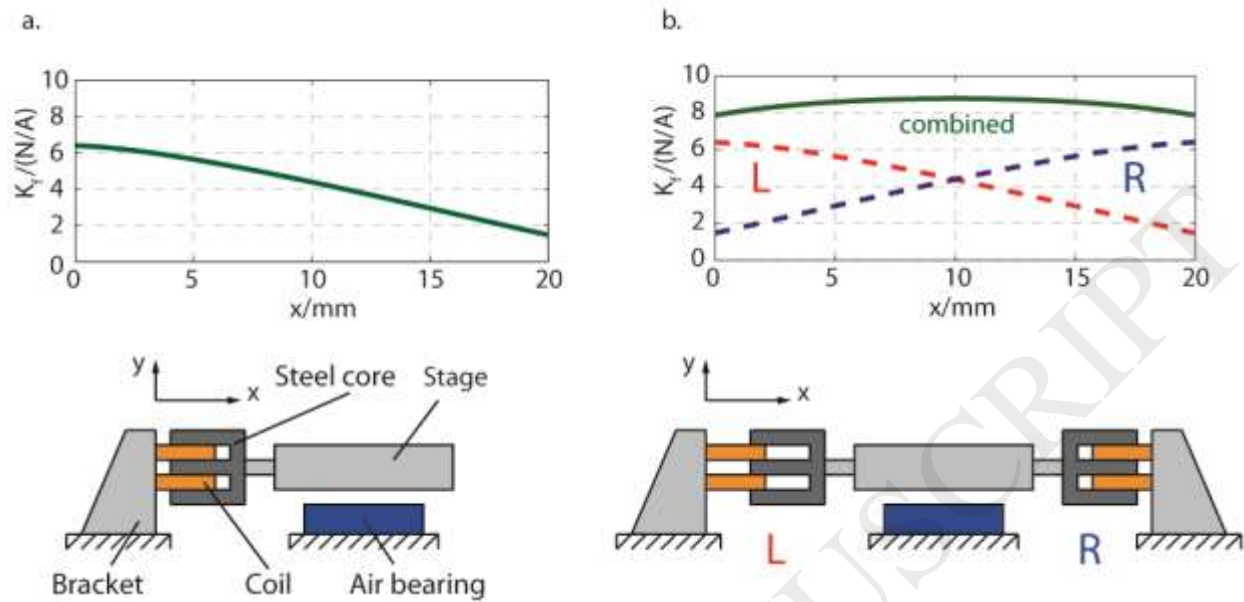 a.
10
8
6
4
2
0
K_f/(N/A)
0 5 10 15 20
x/mm
y
x
Steel core
Stage
Bracket
Coil
Air bearing
b.
10
8
6
4
2
0
K_f/(N/A)
combined
L
R
0 5 10 15 20
x/mm
y
x
L
R
USCRIPT